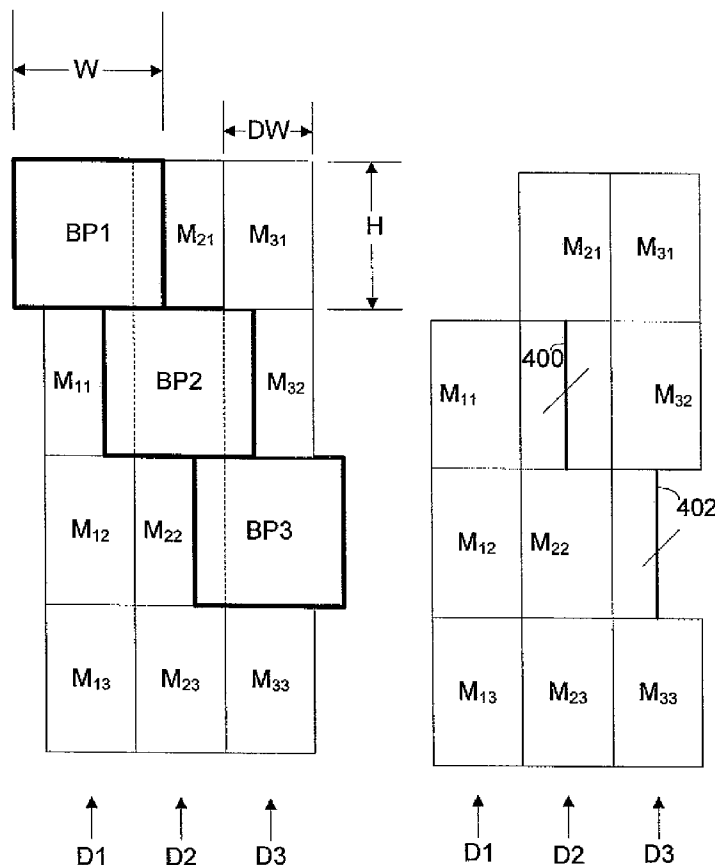 W
DW
BP1 M₂₁ M₃₁ H
M₁₁ BP2 M₃₂
M₁₂ M₂₂ BP3
M₁₃ M₂₃ M₃₃
D1 D2 D3
M₂₁ M₃₁
M₁₁ 400 M₃₂
M₁₂ M₂₂ 402
M₁₃ M₂₃ M₃₃
D1 D2 D3